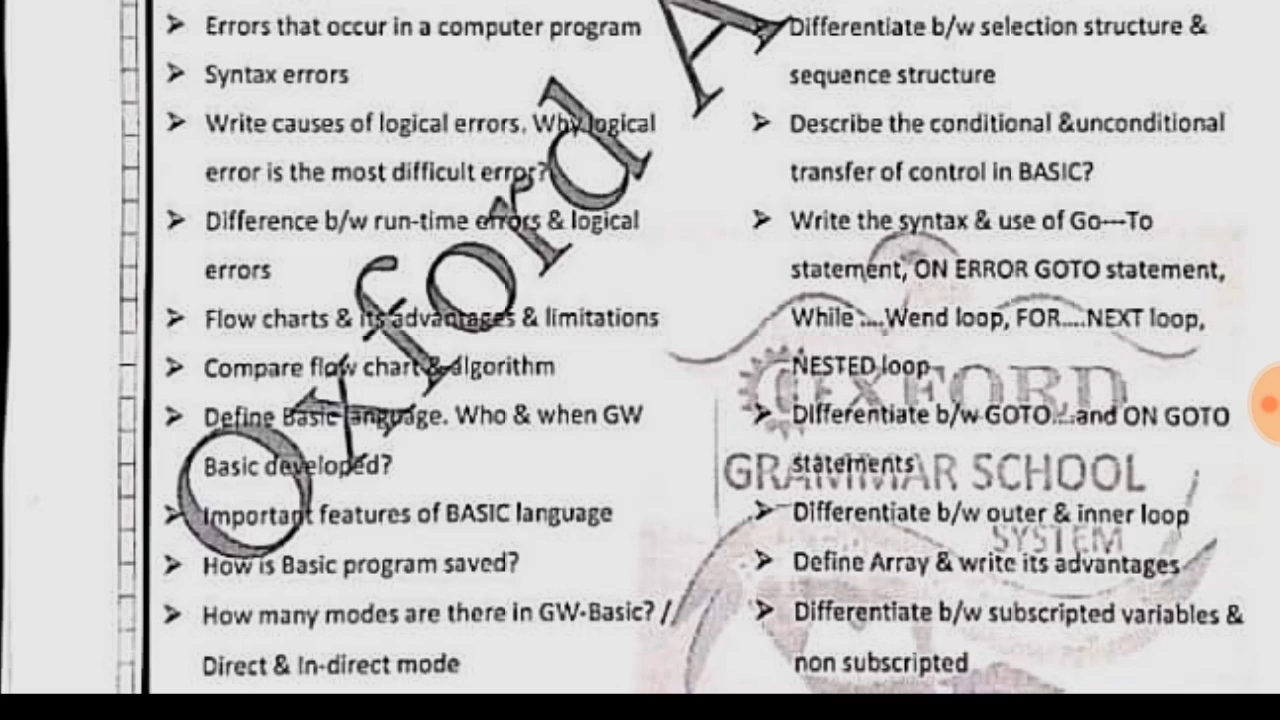 ➢ Errors that occur in a computer program
➢ Syntax errors
➢ Write causes of logical errors. Why logical
error is the most difficult error?
➢ Difference b/w run-time errors & logical
errors
➢ Flow charts & its advantages & limitations
➢ Compare flow chart & algorithm
➢ Define Basic language. Who & when GW
Basic developed?
➢ Important features of BASIC language
➢ How is Basic program saved?
➢ How many modes are there in GW-Basic? //
Direct & In-direct mode
Differentiate b/w selection structure &
sequence structure
➢ Describe the conditional &unconditional
transfer of control in BASIC?
➢ Write the syntax & use of Go---To
statement, ON ERROR GOTO statement,
While ....Wend loop, FOR....NEXT loop,
NESTED loop
➢ Differentiate b/w GOTO....and ON GOTO
statements
➢ Differentiate b/w outer & inner loop
➢ Define Array & write its advantages
➢ Differentiate b/w subscripted variables &
non subscripted
Oxford A
OXFORD
GRAMMAR SCHOOL
SYSTEM